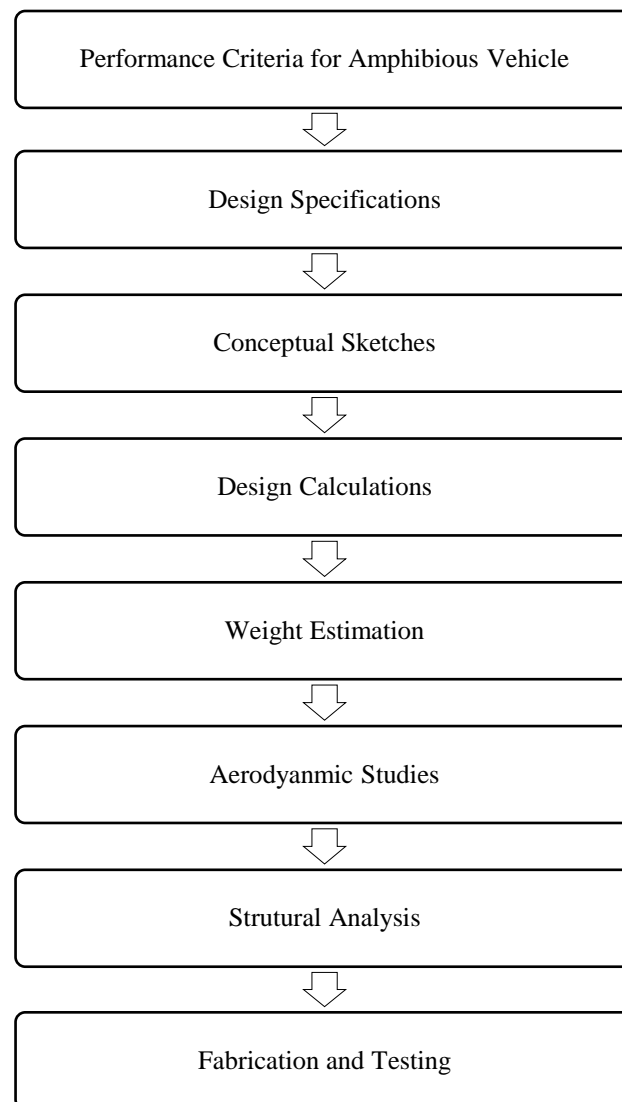 Performance Criteria for Amphibious Vehicle
Design Specifications
Conceptual Sketches
Design Calculations
Weight Estimation
Aerodyanmic Studies
Strutural Analysis
Fabrication and Testing